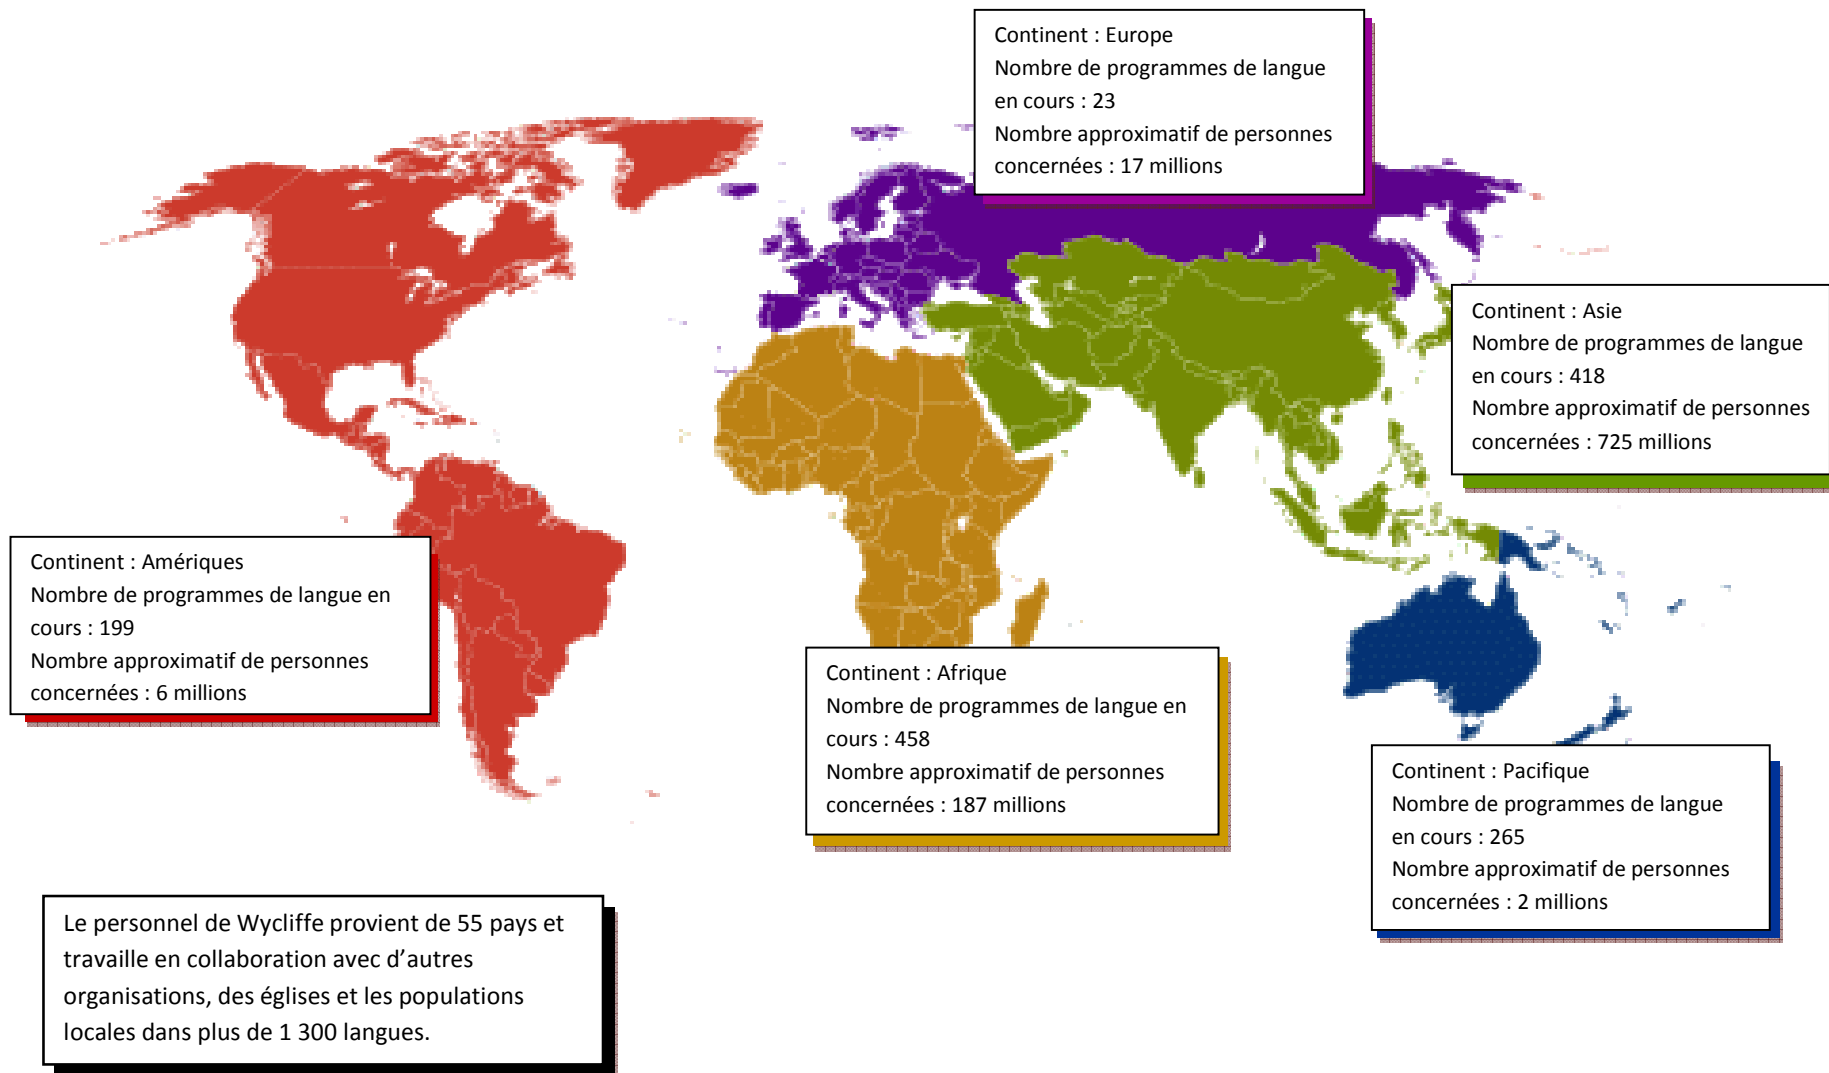 Continent : Europe
Nombre de programmes de langue
en cours : 23
Nombre approximatif de personnes
concernées : 17 millions
Continent : Asie
Nombre de programmes de langue
en cours : 418
Nombre approximatif de personnes
concernées : 725 millions
Continent : Amériques
Nombre de programmes de langue en
cours : 199
Nombre approximatif de personnes
concernées : 6 millions
Continent : Afrique
Nombre de programmes de langue en
cours : 458
Nombre approximatif de personnes
concernées : 187 millions
Continent : Pacifique
Nombre de programmes de langue
en cours : 265
Nombre approximatif de personnes
concernées : 2 millions
Le personnel de Wycliffe provient de 55 pays et
travaille en collaboration avec d’autres
organisations, des églises et les populations
locales dans plus de 1 300 langues.